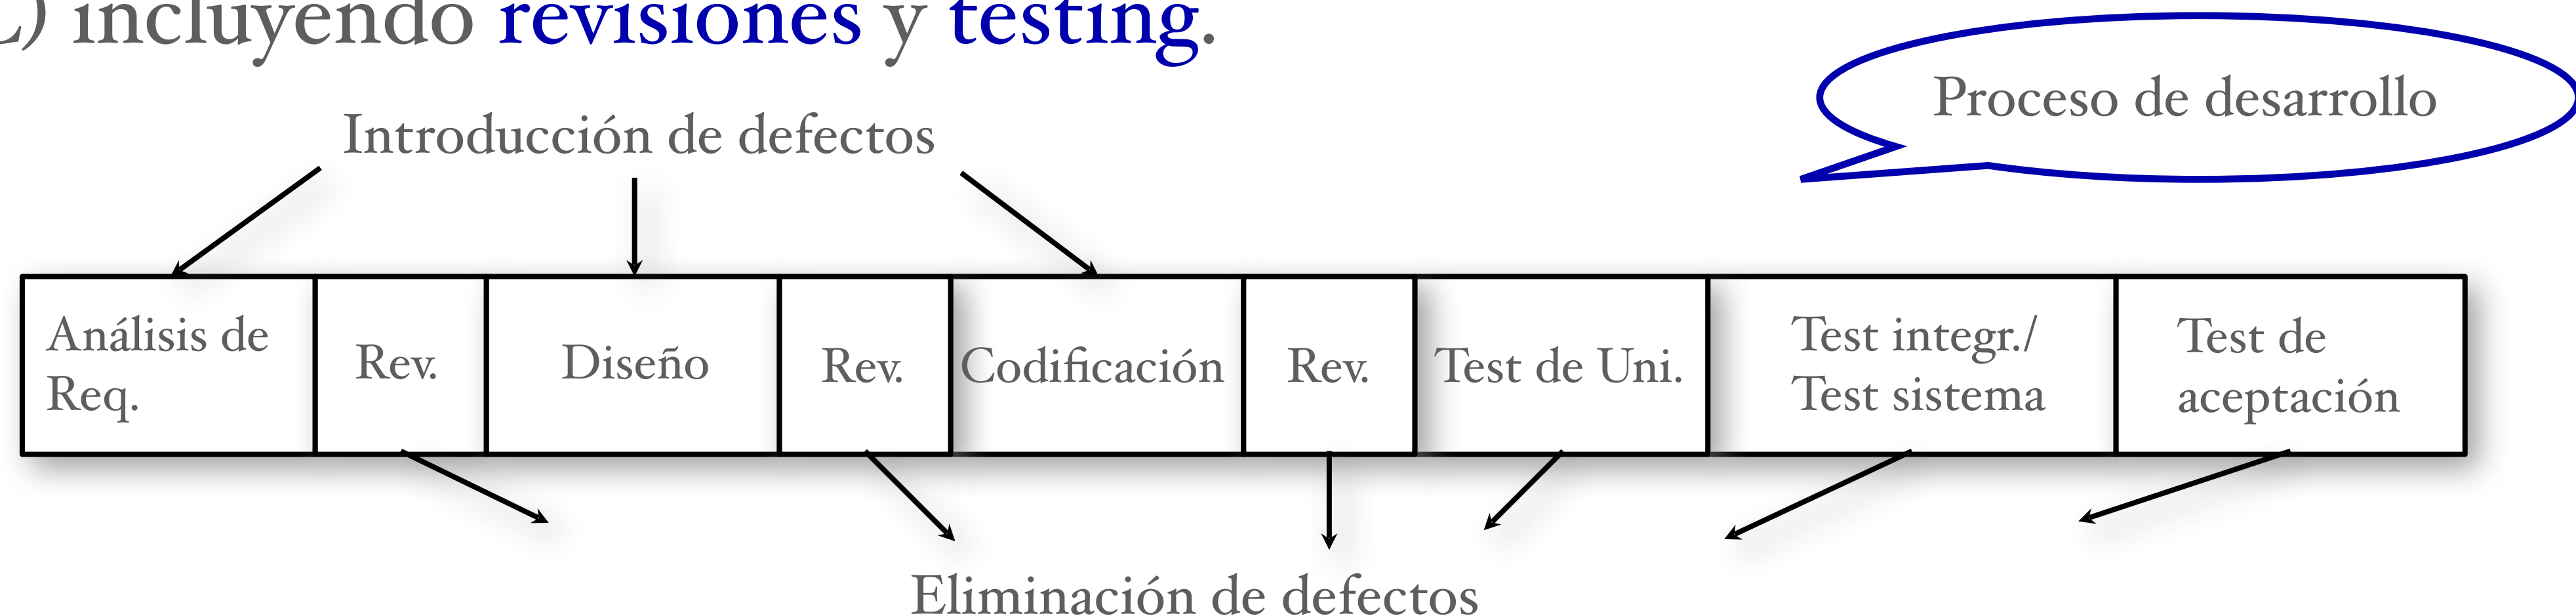 incluyendo revisiones y testing.
Proceso de desarrollo
Introducción de defectos
Análisis de
Req.
Rev.
Diseño
Rev.
Codificación
Rev.
Test de Uni.
Test integr./
Test sistema
Test de
aceptación
Eliminación de defectos